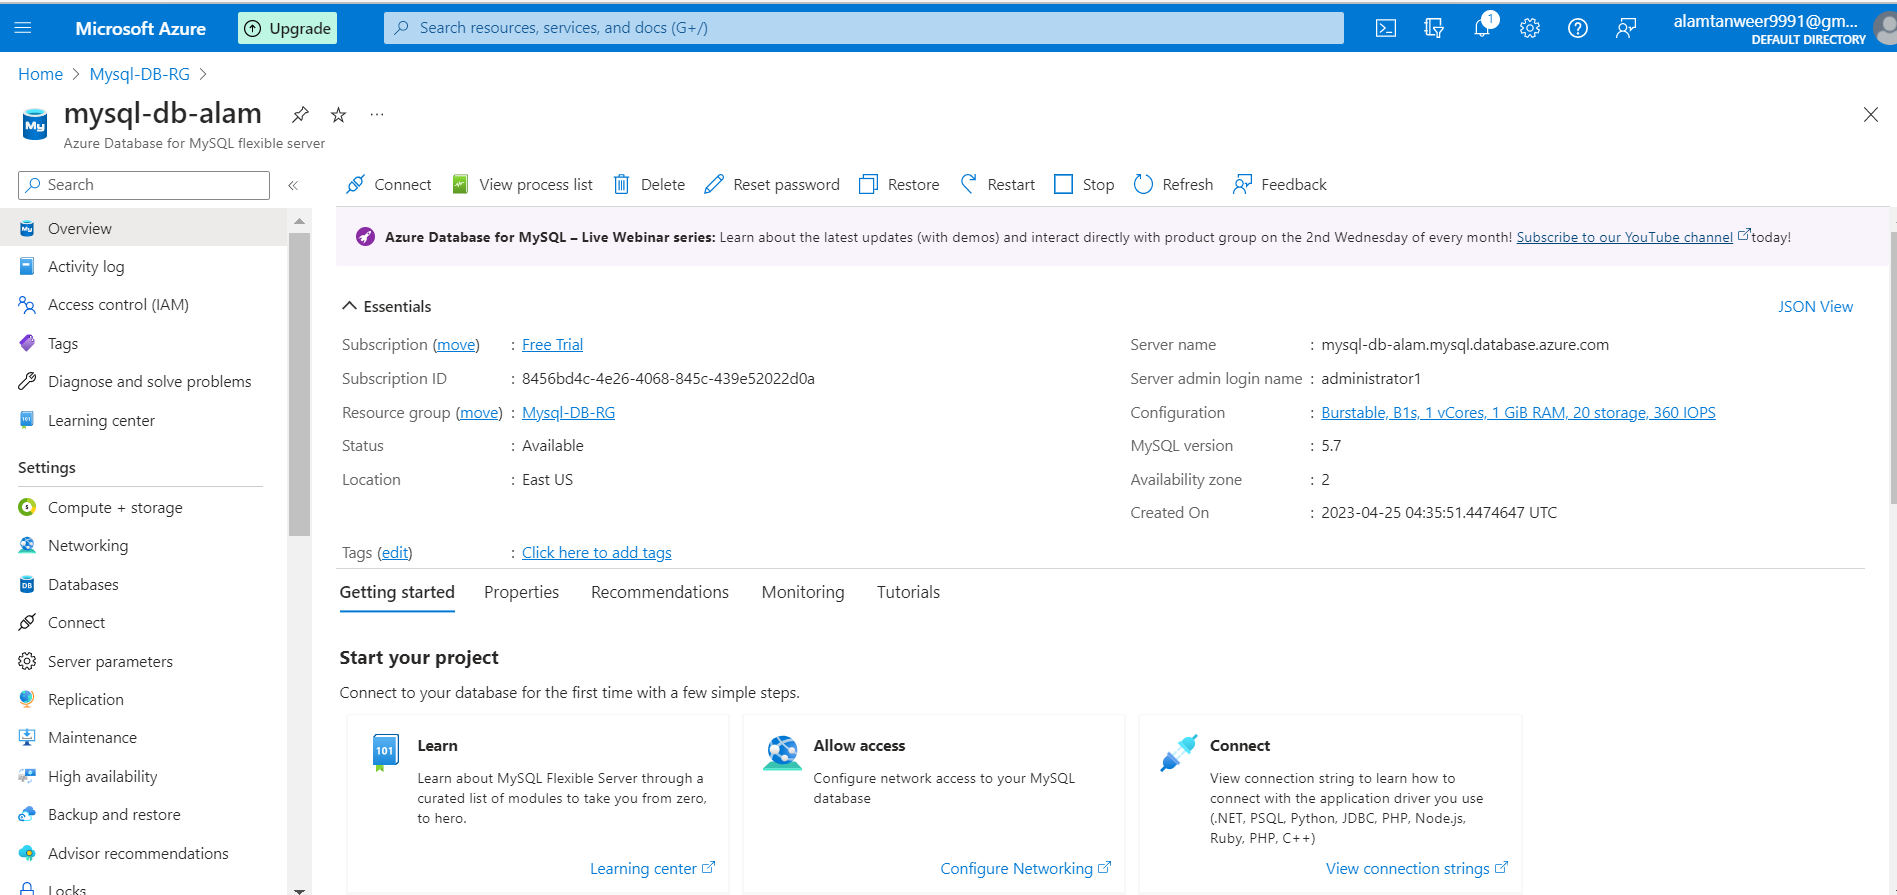 Microsoft Azure
Upgrade
Search resources, services, and docs (G+/)
1
alamtanweer9991@gm...
DEFAULT DIRECTORY
Home > Mysql-DB-RG >
mysql-db-alam
Azure Database for MySQL flexible server
Search
Overview
Activity log
Access control (IAM)
Tags
Diagnose and solve problems
Learning center
Settings
Compute + storage
Networking
Databases
Connect
Server parameters
Replication
Maintenance
High availability
Backup and restore
Advisor recommendations
Locks
Connect View process list Delete Reset password Restore Restart Stop Refresh Feedback
Azure Database for MySQL – Live Webinar series: Learn about the latest updates (with demos) and interact directly with product group on the 2nd Wednesday of every month! Subscribe to our YouTube channel today!
Essentials
JSON View
Subscription (move) : Free Trial
Subscription ID : 8456bd4c-4e26-4068-845c-439e52022d0a
Resource group (move) : Mysql-DB-RG
Status : Available
Location : East US
Server name : mysql-db-alam.mysql.database.azure.com
Server admin login name : administrator1
Configuration : Burstable, B1s, 1 vCores, 1 GiB RAM, 20 storage, 360 IOPS
MySQL version : 5.7
Availability zone : 2
Created On : 2023-04-25 04:35:51.4474647 UTC
Tags (edit) : Click here to add tags
Getting started Properties Recommendations Monitoring Tutorials
Start your project
Connect to your database for the first time with a few simple steps.
101
Learn
Learn about MySQL Flexible Server through a
curated list of modules to take you from zero,
to hero.
Learning center
Allow access
Configure network access to your MySQL
database
Configure Networking
Connect
View connection string to learn how to
connect with the application driver you use
(.NET, PSQL, Python, JDBC, PHP, Node.js,
Ruby, PHP, C++)
View connection strings